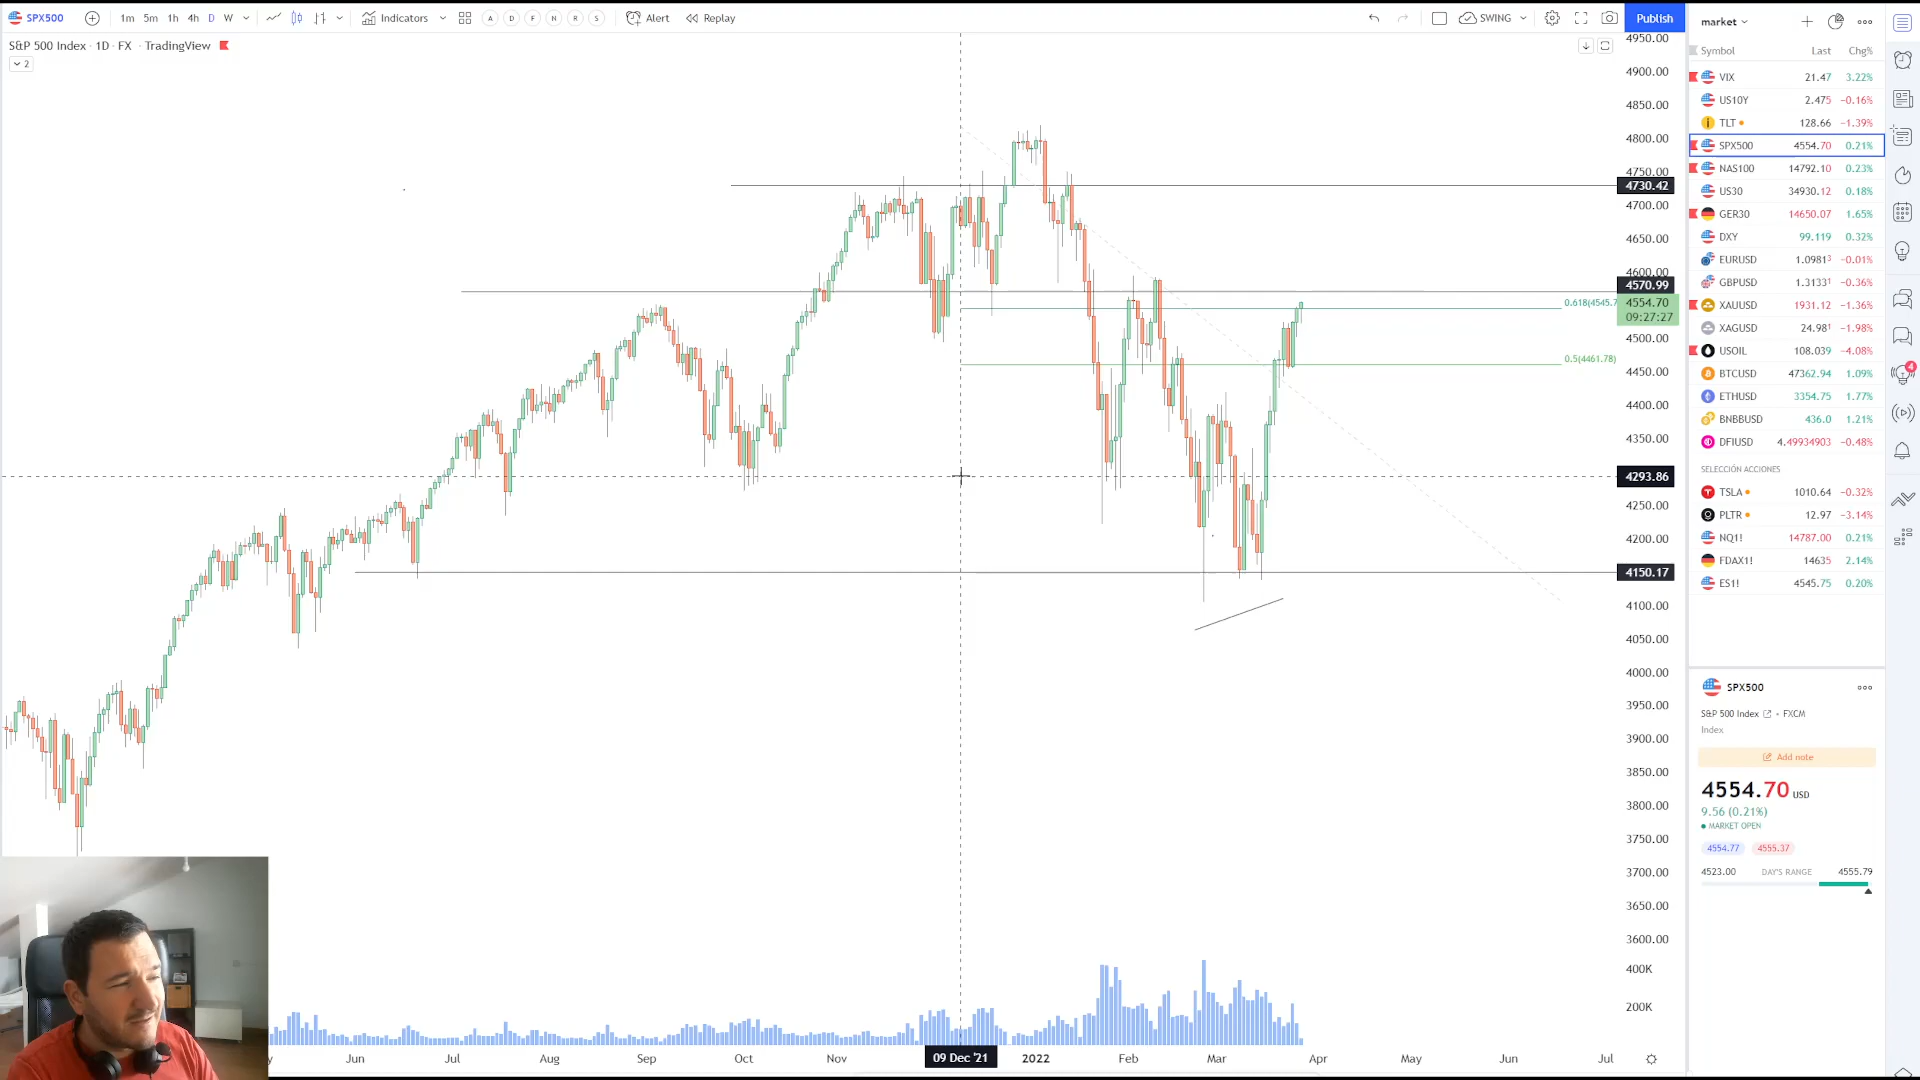 SPX500 1m 5m 1h 4h D W Indicators A D F N R S Alert Replay SWING Publish
S&P 500 Index · 1D · FX · TradingView
2
4950.00
4900.00
4850.00
4800.00
4750.00
4730.42
4700.00
4650.00
4600.00
4570.99
0.618(4545.7
4554.70
09:27:27
4500.00
0.5(4461.78)
4450.00
4400.00
4350.00
4293.86
4250.00
4200.00
4150.17
4100.00
4050.00
4000.00
3950.00
3900.00
3850.00
3800.00
3750.00
3700.00
3650.00
3600.00
400K
200K
Jun Jul Aug Sep Oct Nov 09 Dec '21 2022 Feb Mar Apr May Jun Jul
market
Symbol Last Chg%
VIX 21.47 3.22%
US10Y 2.475 −0.16%
TLT 128.66 −1.39%
SPX500 4554.70 0.21%
NAS100 14792.10 0.23%
US30 34930.12 0.18%
GER30 14650.07 1.65%
DXY 99.119 0.32%
EURUSD 1.09813 −0.01%
GBPUSD 1.31331 −0.36%
XAUUSD 1931.12 −1.36%
XAGUSD 24.981 −1.98%
USOIL 108.039 −4.08%
BTCUSD 47362.94 1.09%
ETHUSD 3354.75 1.77%
BNBBUSD 436.0 1.21%
DFIUSD 4.49934903 −0.48%
SELECCIÓN ACCIONES
TSLA 1010.64 −0.32%
PLTR 12.97 −3.14%
NQ1! 14787.00 0.21%
FDAX1! 14635 2.14%
ES1! 4545.75 0.20%
SPX500
S&P 500 Index • FXCM
Index
Add note
4554.70 USD
9.56 (0.21%)
MARKET OPEN
4554.77 4555.37
4523.00 DAY'S RANGE 4555.79
4